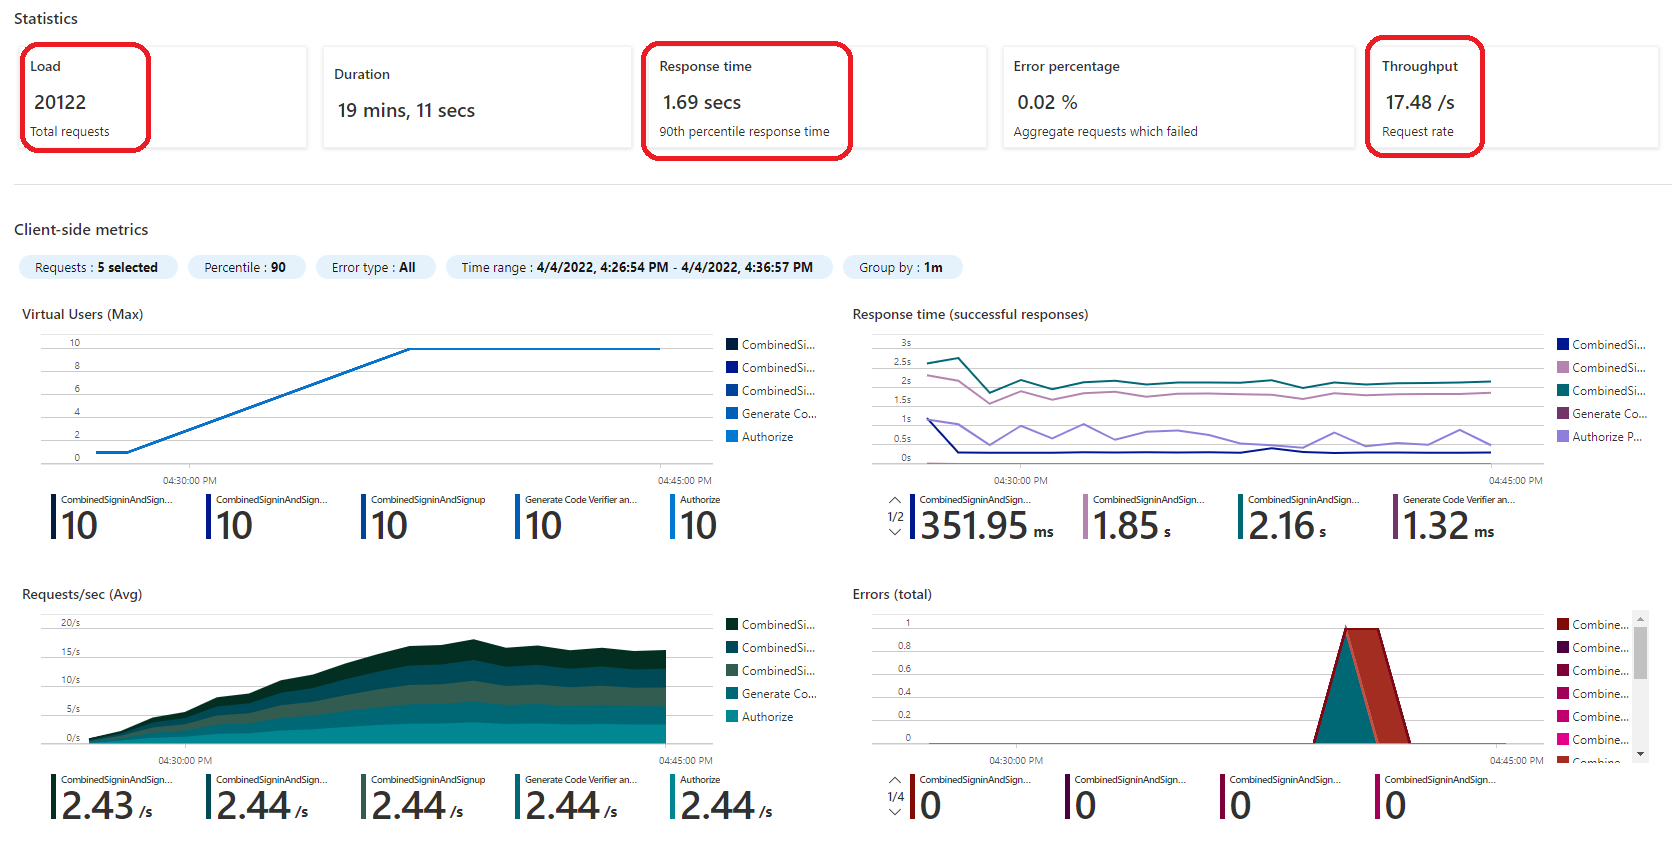 Statistics
Load
20122
Total requests
Duration
19 mins, 11 secs
Response time
1.69 secs
90th percentile response time
Error percentage
0.02 %
Aggregate requests which failed
Throughput
17.48 /s
Request rate
Client-side metrics
Requests : 5 selected
Percentile : 90
Error type : All
Time range : 4/4/2022, 4:26:54 PM - 4/4/2022, 4:36:57 PM
Group by : 1m
Virtual Users (Max)
10
8
6
4
2
0
04:30:00 PM
04:45:00 PM
CombinedSi...
CombinedSi...
CombinedSi...
Generate Co...
Authorize
CombinedSigninAndSign...
10
CombinedSigninAndSign...
10
CombinedSigninAndSignup
10
Generate Code Verifier an...
10
Authorize
10
Response time (successful responses)
3s
2.5s
2s
1.5s
1s
0.5s
0s
04:30:00 PM
04:45:00 PM
CombinedSi...
CombinedSi...
CombinedSi...
Generate Co...
Authorize P...
1/2
CombinedSigninAndSign...
351.95 ms
CombinedSigninAndSign...
1.85 s
CombinedSigninAndSign...
2.16 s
Generate Code Verifier an...
1.32 ms
Requests/sec (Avg)
20/s
15/s
10/s
5/s
0/s
04:30:00 PM
04:45:00 PM
CombinedSi...
CombinedSi...
CombinedSi...
Generate Co...
Authorize
CombinedSigninAndSign...
2.43 /s
CombinedSigninAndSign...
2.44 /s
CombinedSigninAndSignup
2.44 /s
Generate Code Verifier an...
2.44 /s
Authorize
2.44 /s
Errors (total)
1
0.8
0.6
0.4
0.2
0
04:30:00 PM
04:45:00 PM
Combine...
Combine...
Combine...
Combine...
Combine...
Combine...
Combine...
1/4
CombinedSigninAndSign...
0
CombinedSigninAndSign...
0
CombinedSigninAndSign...
0
CombinedSigninAndSign...
0